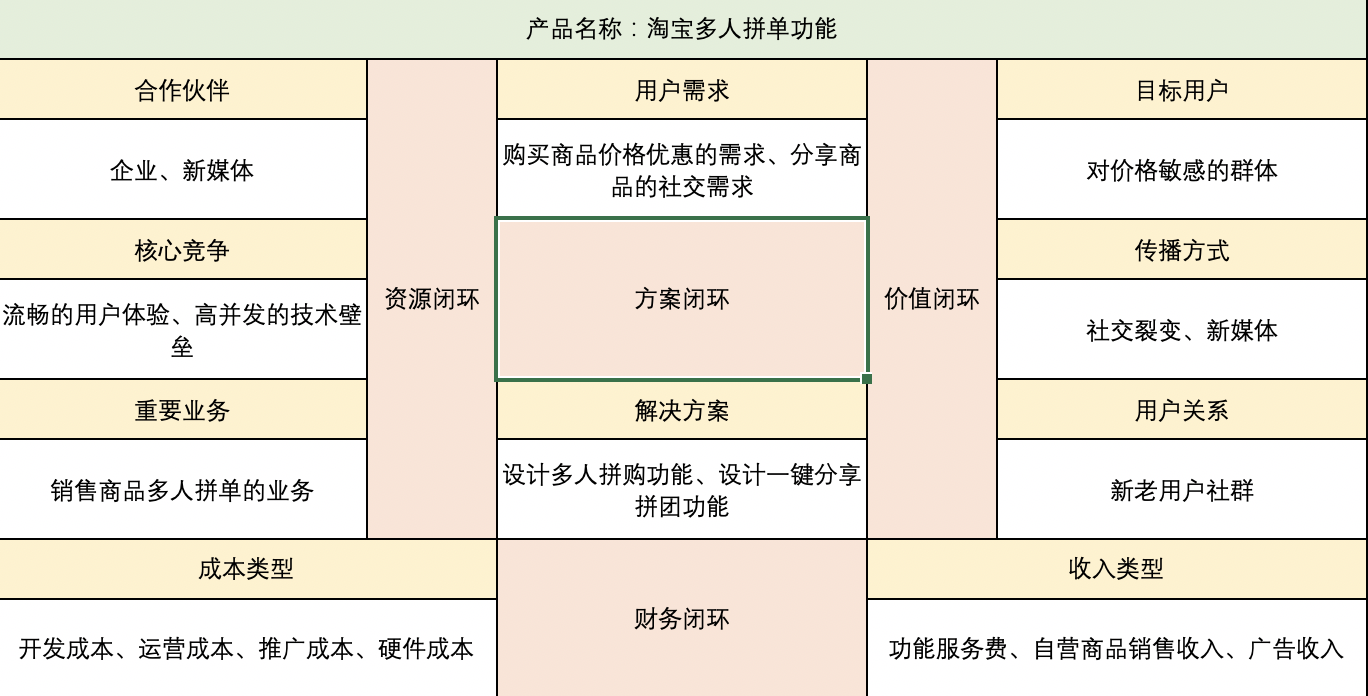 产品名称：淘宝多人拼单功能
合作伙伴
企业、新媒体
核心竞争
流畅的用户体验、高并发的技术壁
垒
重要业务
销售商品多人拼单的业务
资源闭环
用户需求
购买商品价格优惠的需求、分享商
品的社交需求
方案闭环
解决方案
设计多人拼购功能、设计一键分享
拼团功能
价值闭环
目标用户
对价格敏感的群体
传播方式
社交裂变、新媒体
用户关系
新老用户社群
成本类型
开发成本、运营成本、推广成本、硬件成本
财务闭环
收入类型
功能服务费、自营商品销售收入、广告收入